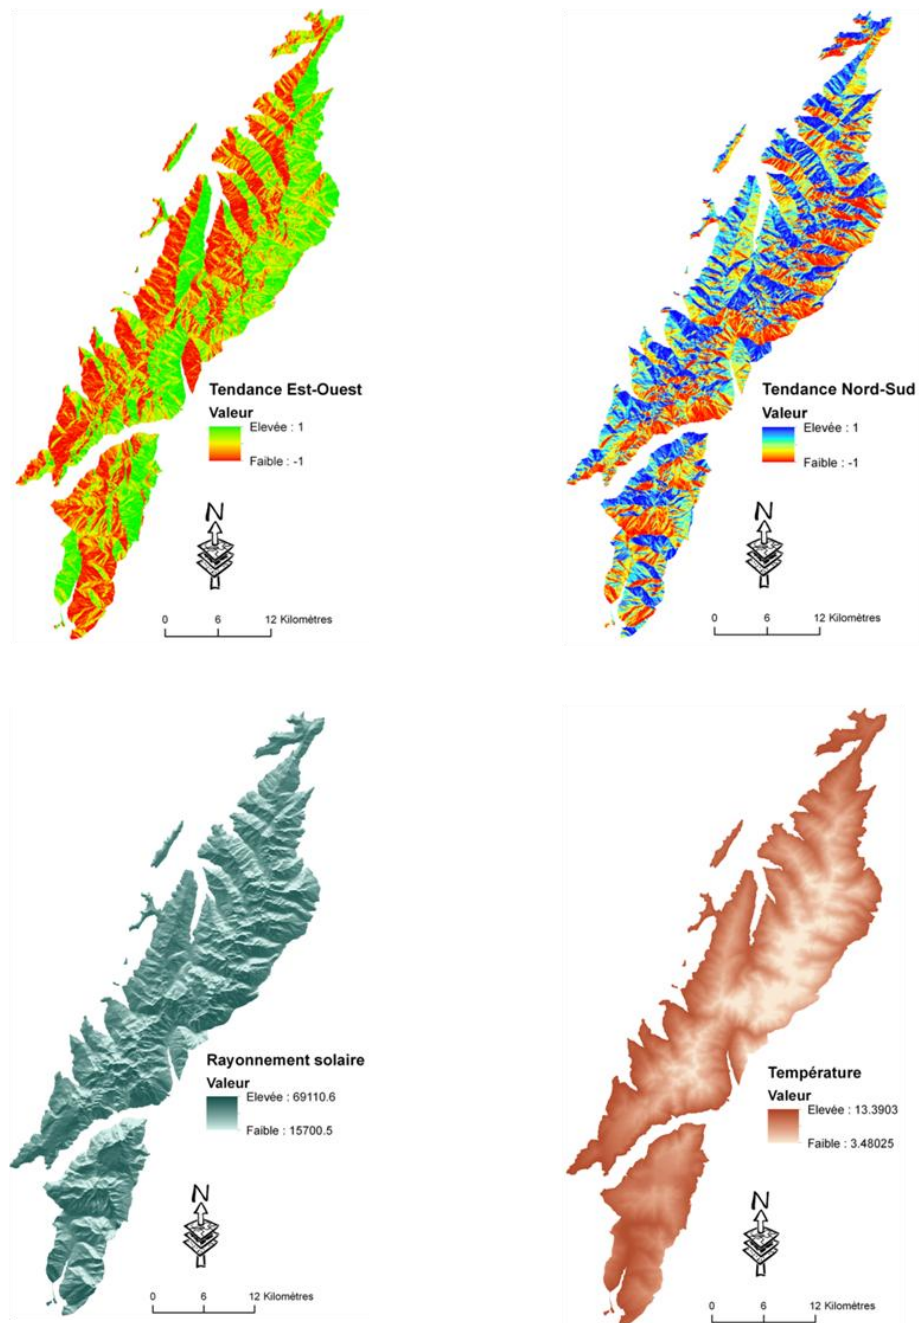 Tendance Est-Ouest
Valeur
Elevée : 1
Faible : -1
N
0 6 12 Kilomètres
Tendance Nord-Sud
Valeur
Elevée : 1
Faible : -1
N
0 6 12 Kilomètres
Rayonnement solaire
Valeur
Elevée : 69110.6
Faible : 15700.5
N
0 6 12 Kilomètres
Température
Valeur
Elevée : 13.3903
Faible : 3.48025
N
0 6 12 Kilomètres